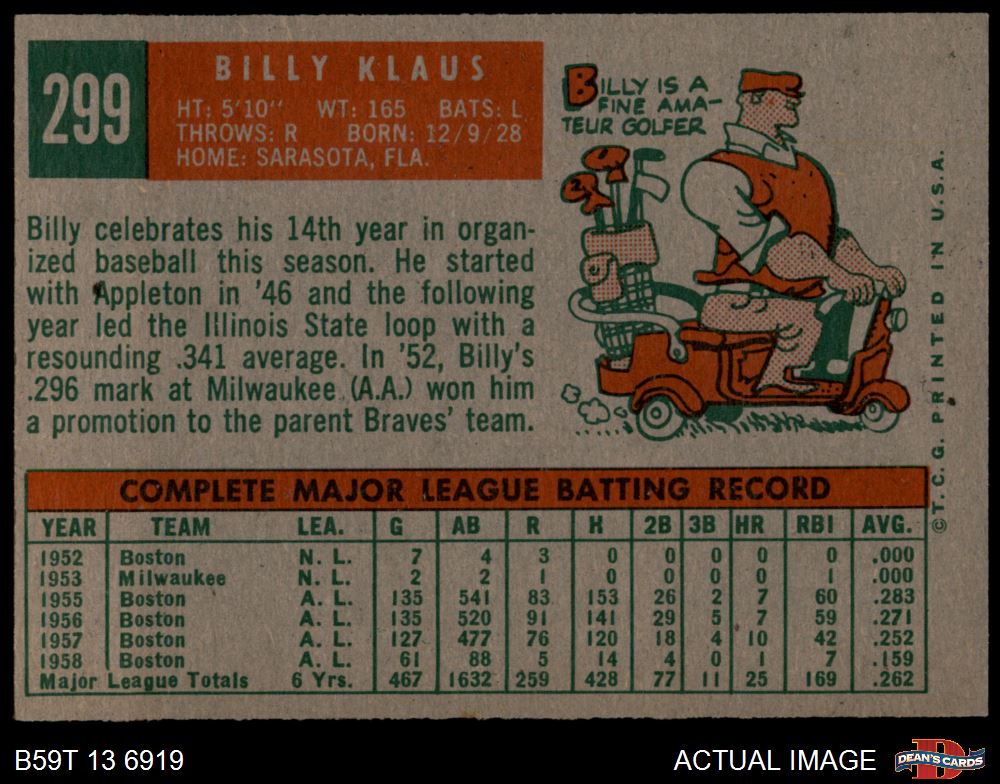 299
BILLY KLAUS
HT: 5'10" WT: 165 BATS: L
THROWS: R BORN: 12/9/28
HOME: SARASOTA, FLA.
BILLY IS A
FINE AMA-
TEUR GOLFER
Billy celebrates his 14th year in organ-
ized baseball this season. He started
with Appleton in '46 and the following
year led the Illinois State loop with a
resounding .341 average. In '52, Billy's
.296 mark at Milwaukee (A.A.) won him
a promotion to the parent Braves' team.
2
COMPLETE MAJOR LEAGUE BATTING RECORD
YEAR TEAM LEA. G AB R H 2B 3B HR RBI AVG.
1952 Boston N. L. 7 4 3 0 0 0 0 0 .000
1953 Milwaukee N. L. 2 2 1 0 0 0 0 1 .000
1955 Boston A. L. 135 541 83 153 26 2 7 60 .283
1956 Boston A. L. 135 520 91 141 29 5 7 59 .271
1957 Boston A. L. 127 477 76 120 18 4 10 42 .252
1958 Boston A. L. 61 88 5 14 4 0 1 7 .159
Major League Totals 6 Yrs. 467 1632 259 428 77 11 25 169 .262
©T. C. G. PRINTED IN U.S.A.
B59T 13 6919
ACTUAL IMAGE
D
DEAN'S CARDS